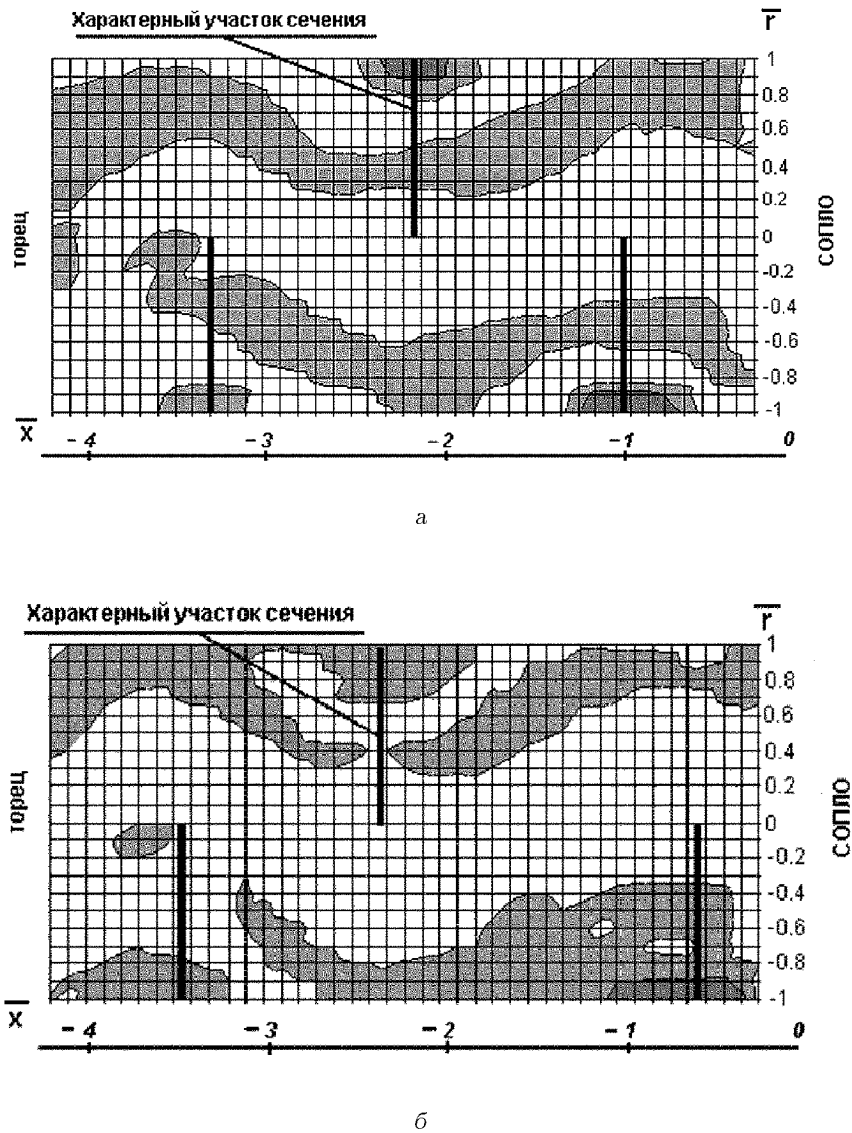 Характерный участок сечения
r
1
0.8
0.6
0.4
0.2
0
-0.2
-0.4
-0.6
-0.8
-1
торец
СОПЛО
x
-4 -3 -2 -1 0
а
Характерный участок сечения
r
1
0.8
0.6
0.4
0.2
0
-0.2
-0.4
-0.6
-0.8
-1
торец
СОПЛО
x
-4 -3 -2 -1 0
б